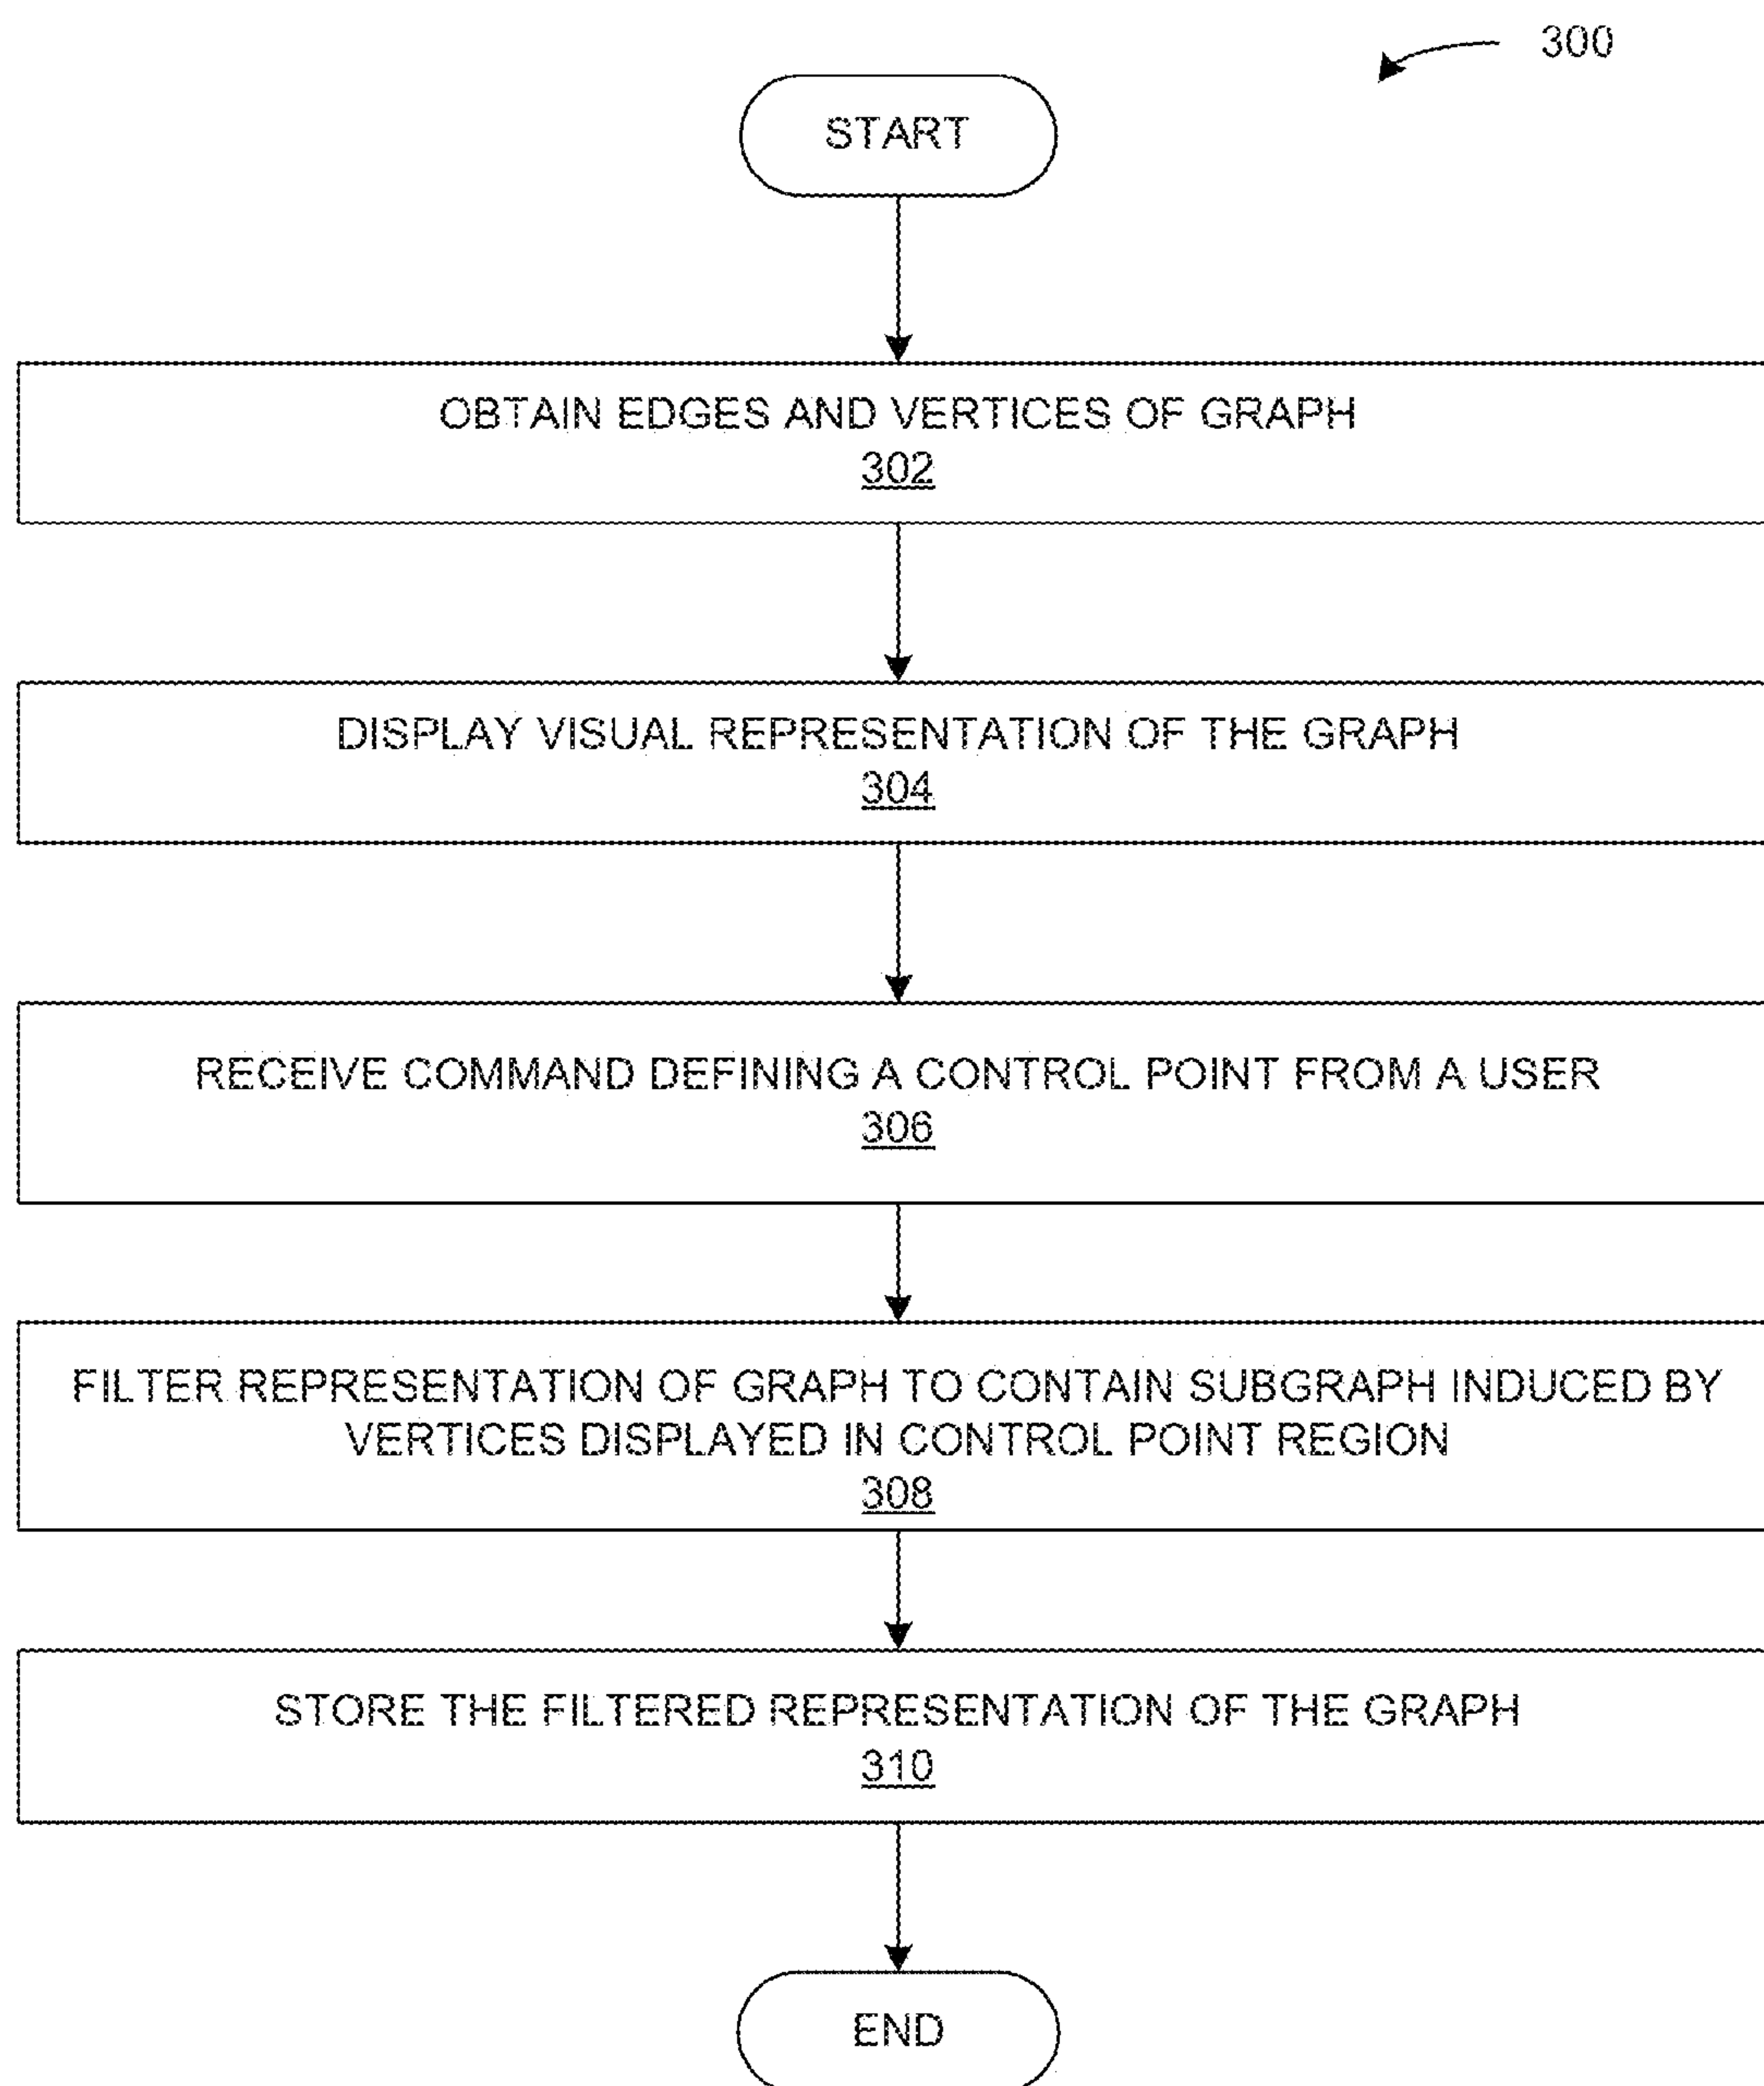 300
START
OBTAIN EDGES AND VERTICES OF GRAPH
302
DISPLAY VISUAL REPRESENTATION OF THE GRAPH
304
RECEIVE COMMAND DEFINING A CONTROL POINT FROM A USER
306
FILTER REPRESENTATION OF GRAPH TO CONTAIN SUBGRAPH INDUCED BY
VERTICES DISPLAYED IN CONTROL POINT REGION
308
STORE THE FILTERED REPRESENTATION OF THE GRAPH
310
END